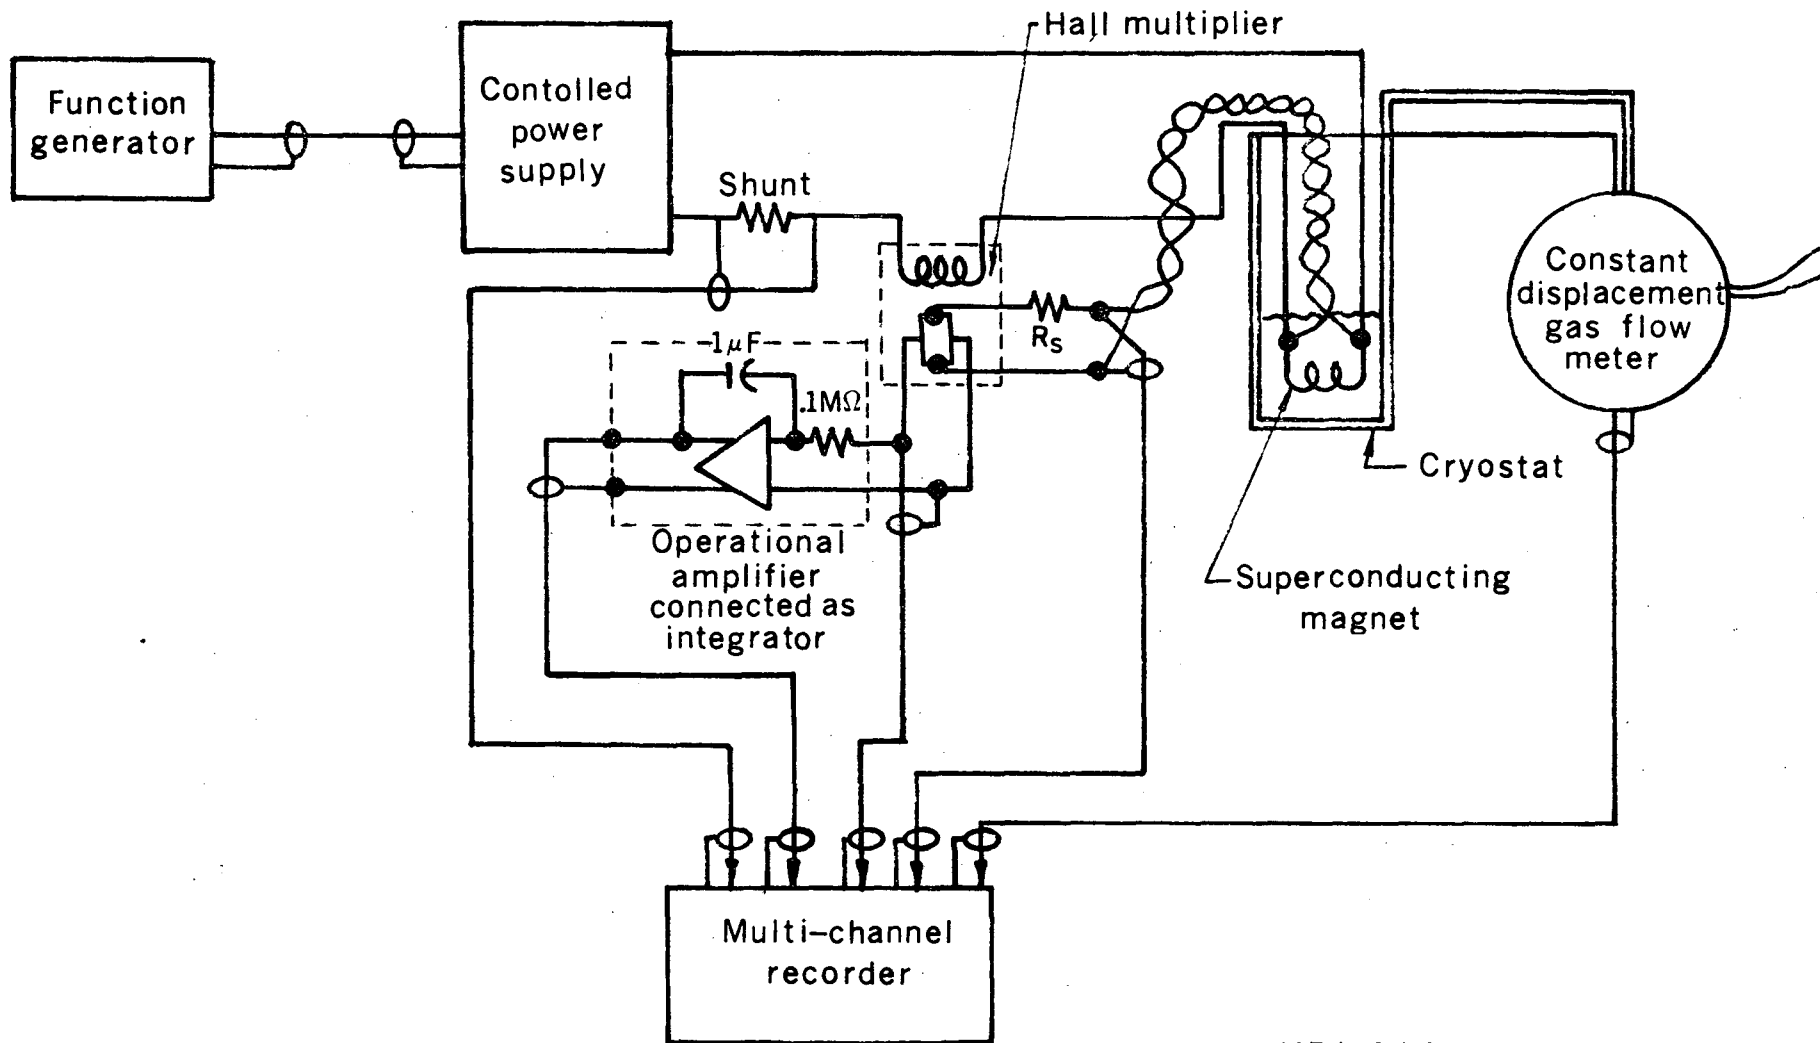 Hall multiplier
Function
generator
Contolled
power
supply
Shunt
Constant
displacement
gas flow
meter
Rs
1μF
.1MΩ
Cryostat
Operational
amplifier
connected as
integrator
Superconducting
magnet
Multi-channel
recorder